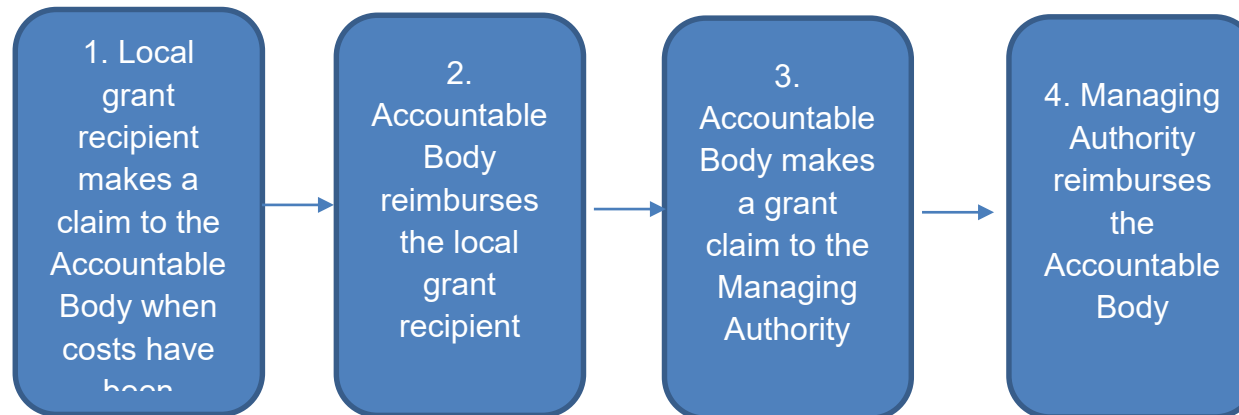 1. Local
grant
recipient
makes a
claim to the
Accountable
Body when
costs have
been
2.
Accountable
Body
reimburses
the local
grant
recipient
3.
Accountable
Body makes
a grant
claim to the
Managing
Authority
4. Managing
Authority
reimburses
the
Accountable
Body